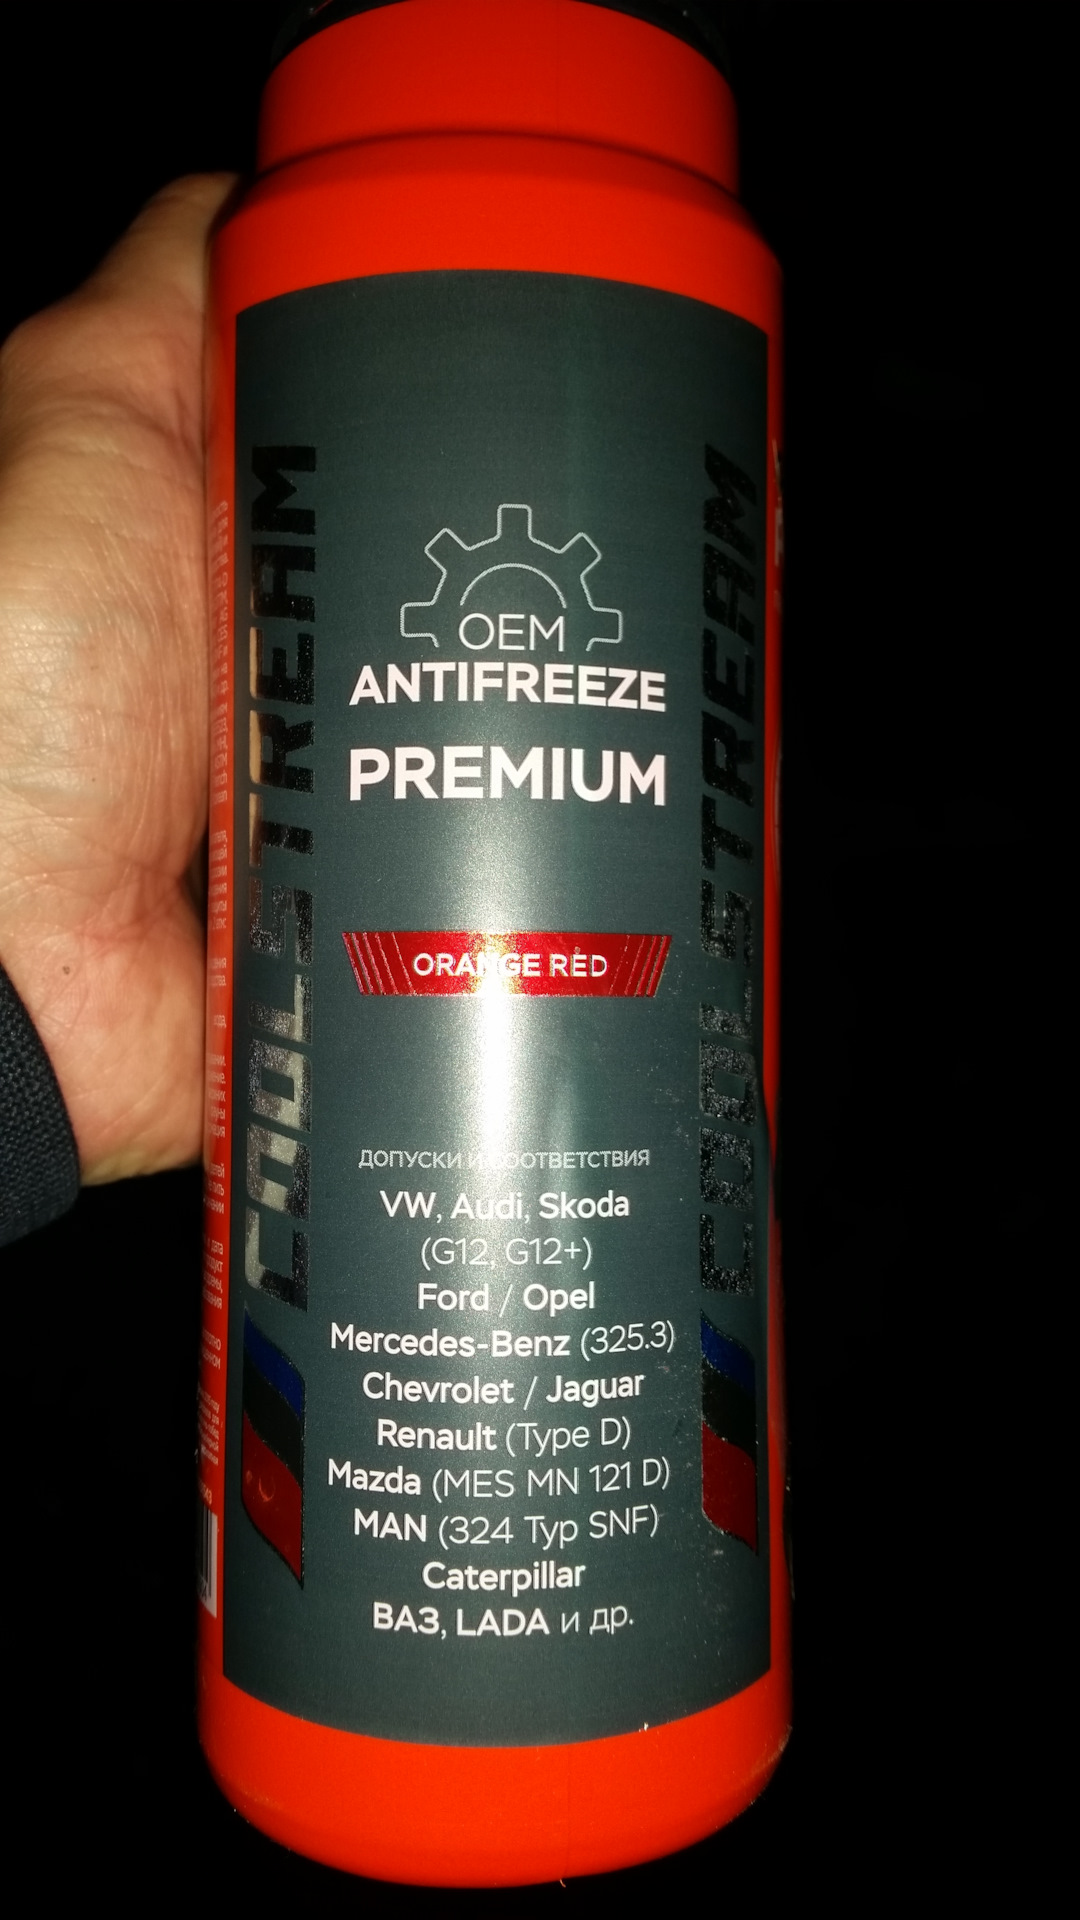 OEM
ANTIFREEZE
PREMIUM
ORANGE RED
ДОПУСКИ И СООТВЕТСТВИЯ
VW, Audi, Skoda
(G12, G12+)
Ford / Opel
Mercedes-Benz (325.3)
Chevrolet / Jaguar
Renault (Type D)
Mazda (MES MN 121 D)
MAN (324 Typ SNF)
Caterpillar
ВАЗ, LADA и др.
COOLSTREAM
COOLSTREAM